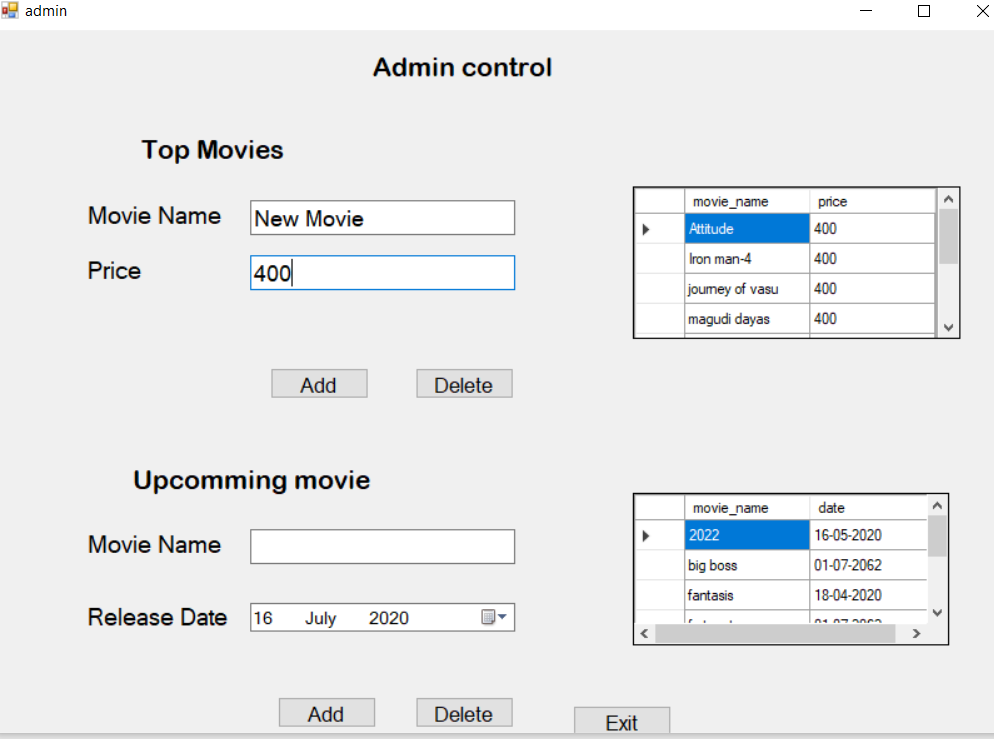 admin
Admin control
Top Movies
Movie Name New Movie
Price 400
movie_name price
Attitude 400
Iron man-4 400
journey of vasu 400
magudi dayas 400
Add Delete
Upcomming movie
Movie Name
Release Date 16 July 2020
movie_name date
2022 16-05-2020
big boss 01-07-2062
fantasis 18-04-2020
Add Delete
Exit